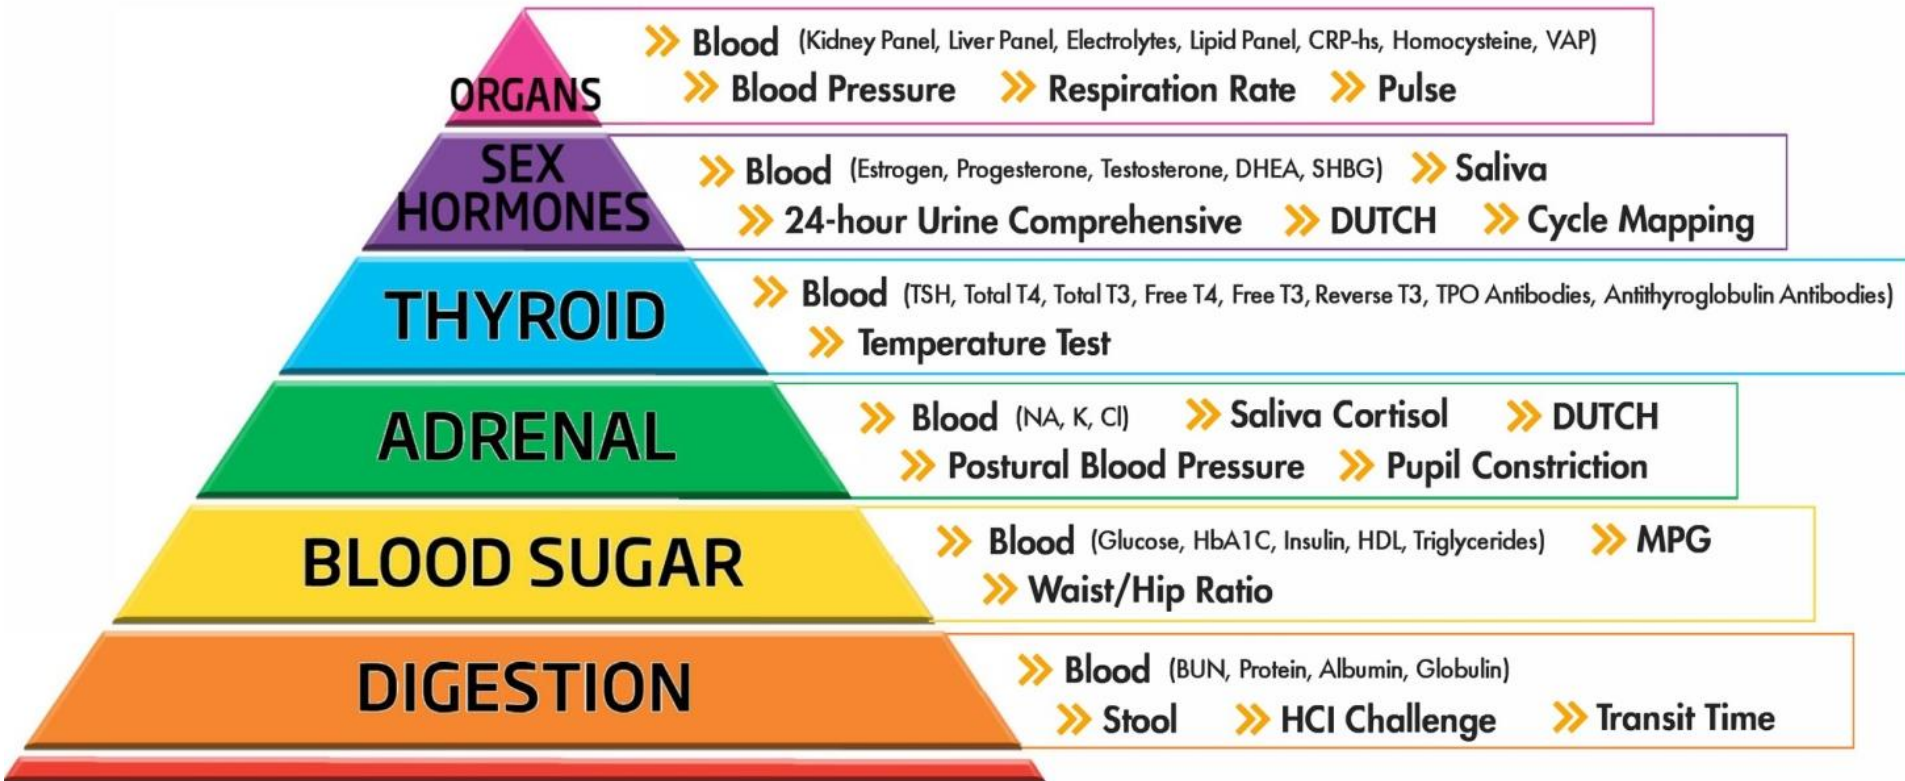 ORGANS
Blood (Kidney Panel, Liver Panel, Electrolytes, Lipid Panel, CRP-hs, Homocysteine, VAP)
Blood Pressure Respiration Rate Pulse
SEX
HORMONES
Blood (Estrogen, Progesterone, Testosterone, DHEA, SHBG) Saliva
24-hour Urine Comprehensive DUTCH Cycle Mapping
THYROID
Blood (TSH, Total T4, Total T3, Free T4, Free T3, Reverse T3, TPO Antibodies, Antithyroglobulin Antibodies)
Temperature Test
ADRENAL
Blood (NA, K, Cl) Saliva Cortisol DUTCH
Postural Blood Pressure Pupil Constriction
BLOOD SUGAR
Blood (Glucose, HbA1C, Insulin, HDL, Triglycerides) MPG
Waist/Hip Ratio
DIGESTION
Blood (BUN, Protein, Albumin, Globulin)
Stool HCl Challenge Transit Time